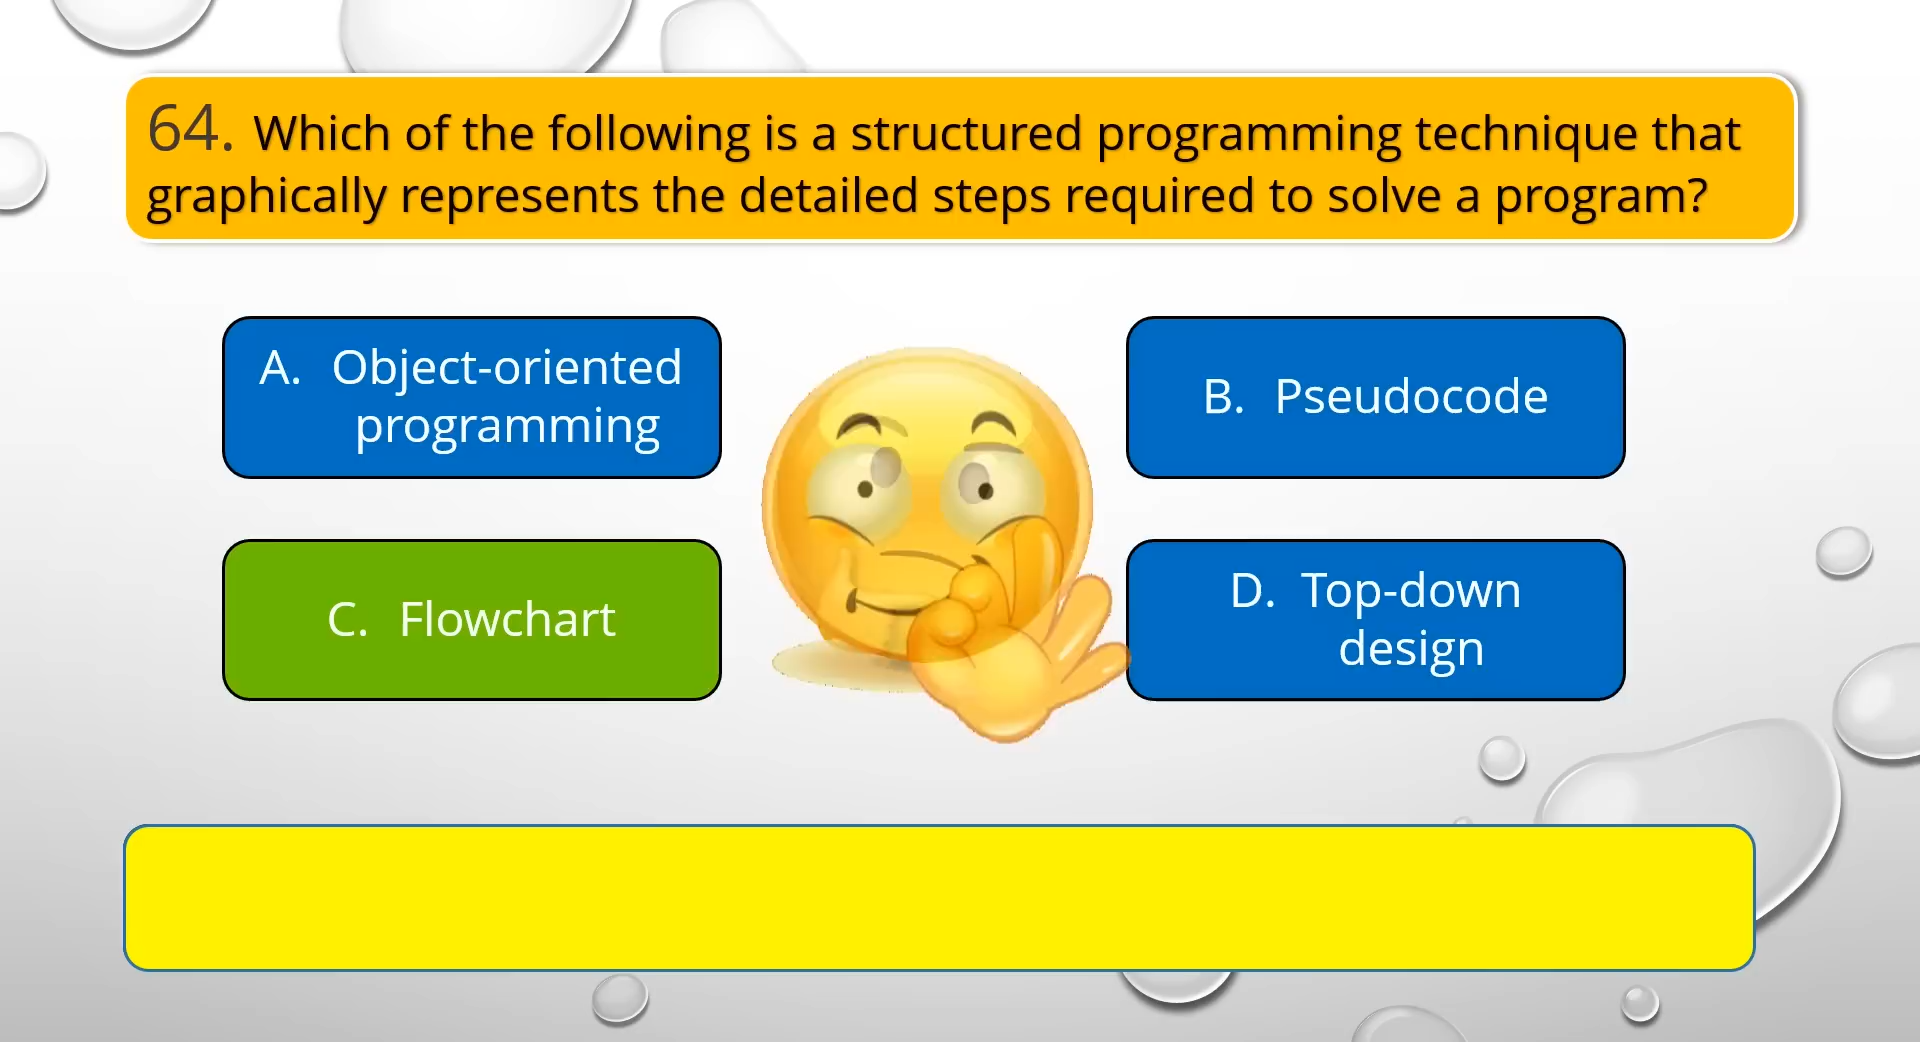 64. Which of the following is a structured programming technique that
graphically represents the detailed steps required to solve a program?
A. Object-oriented
programming
B. Pseudocode
C. Flowchart
D. Top-down
design